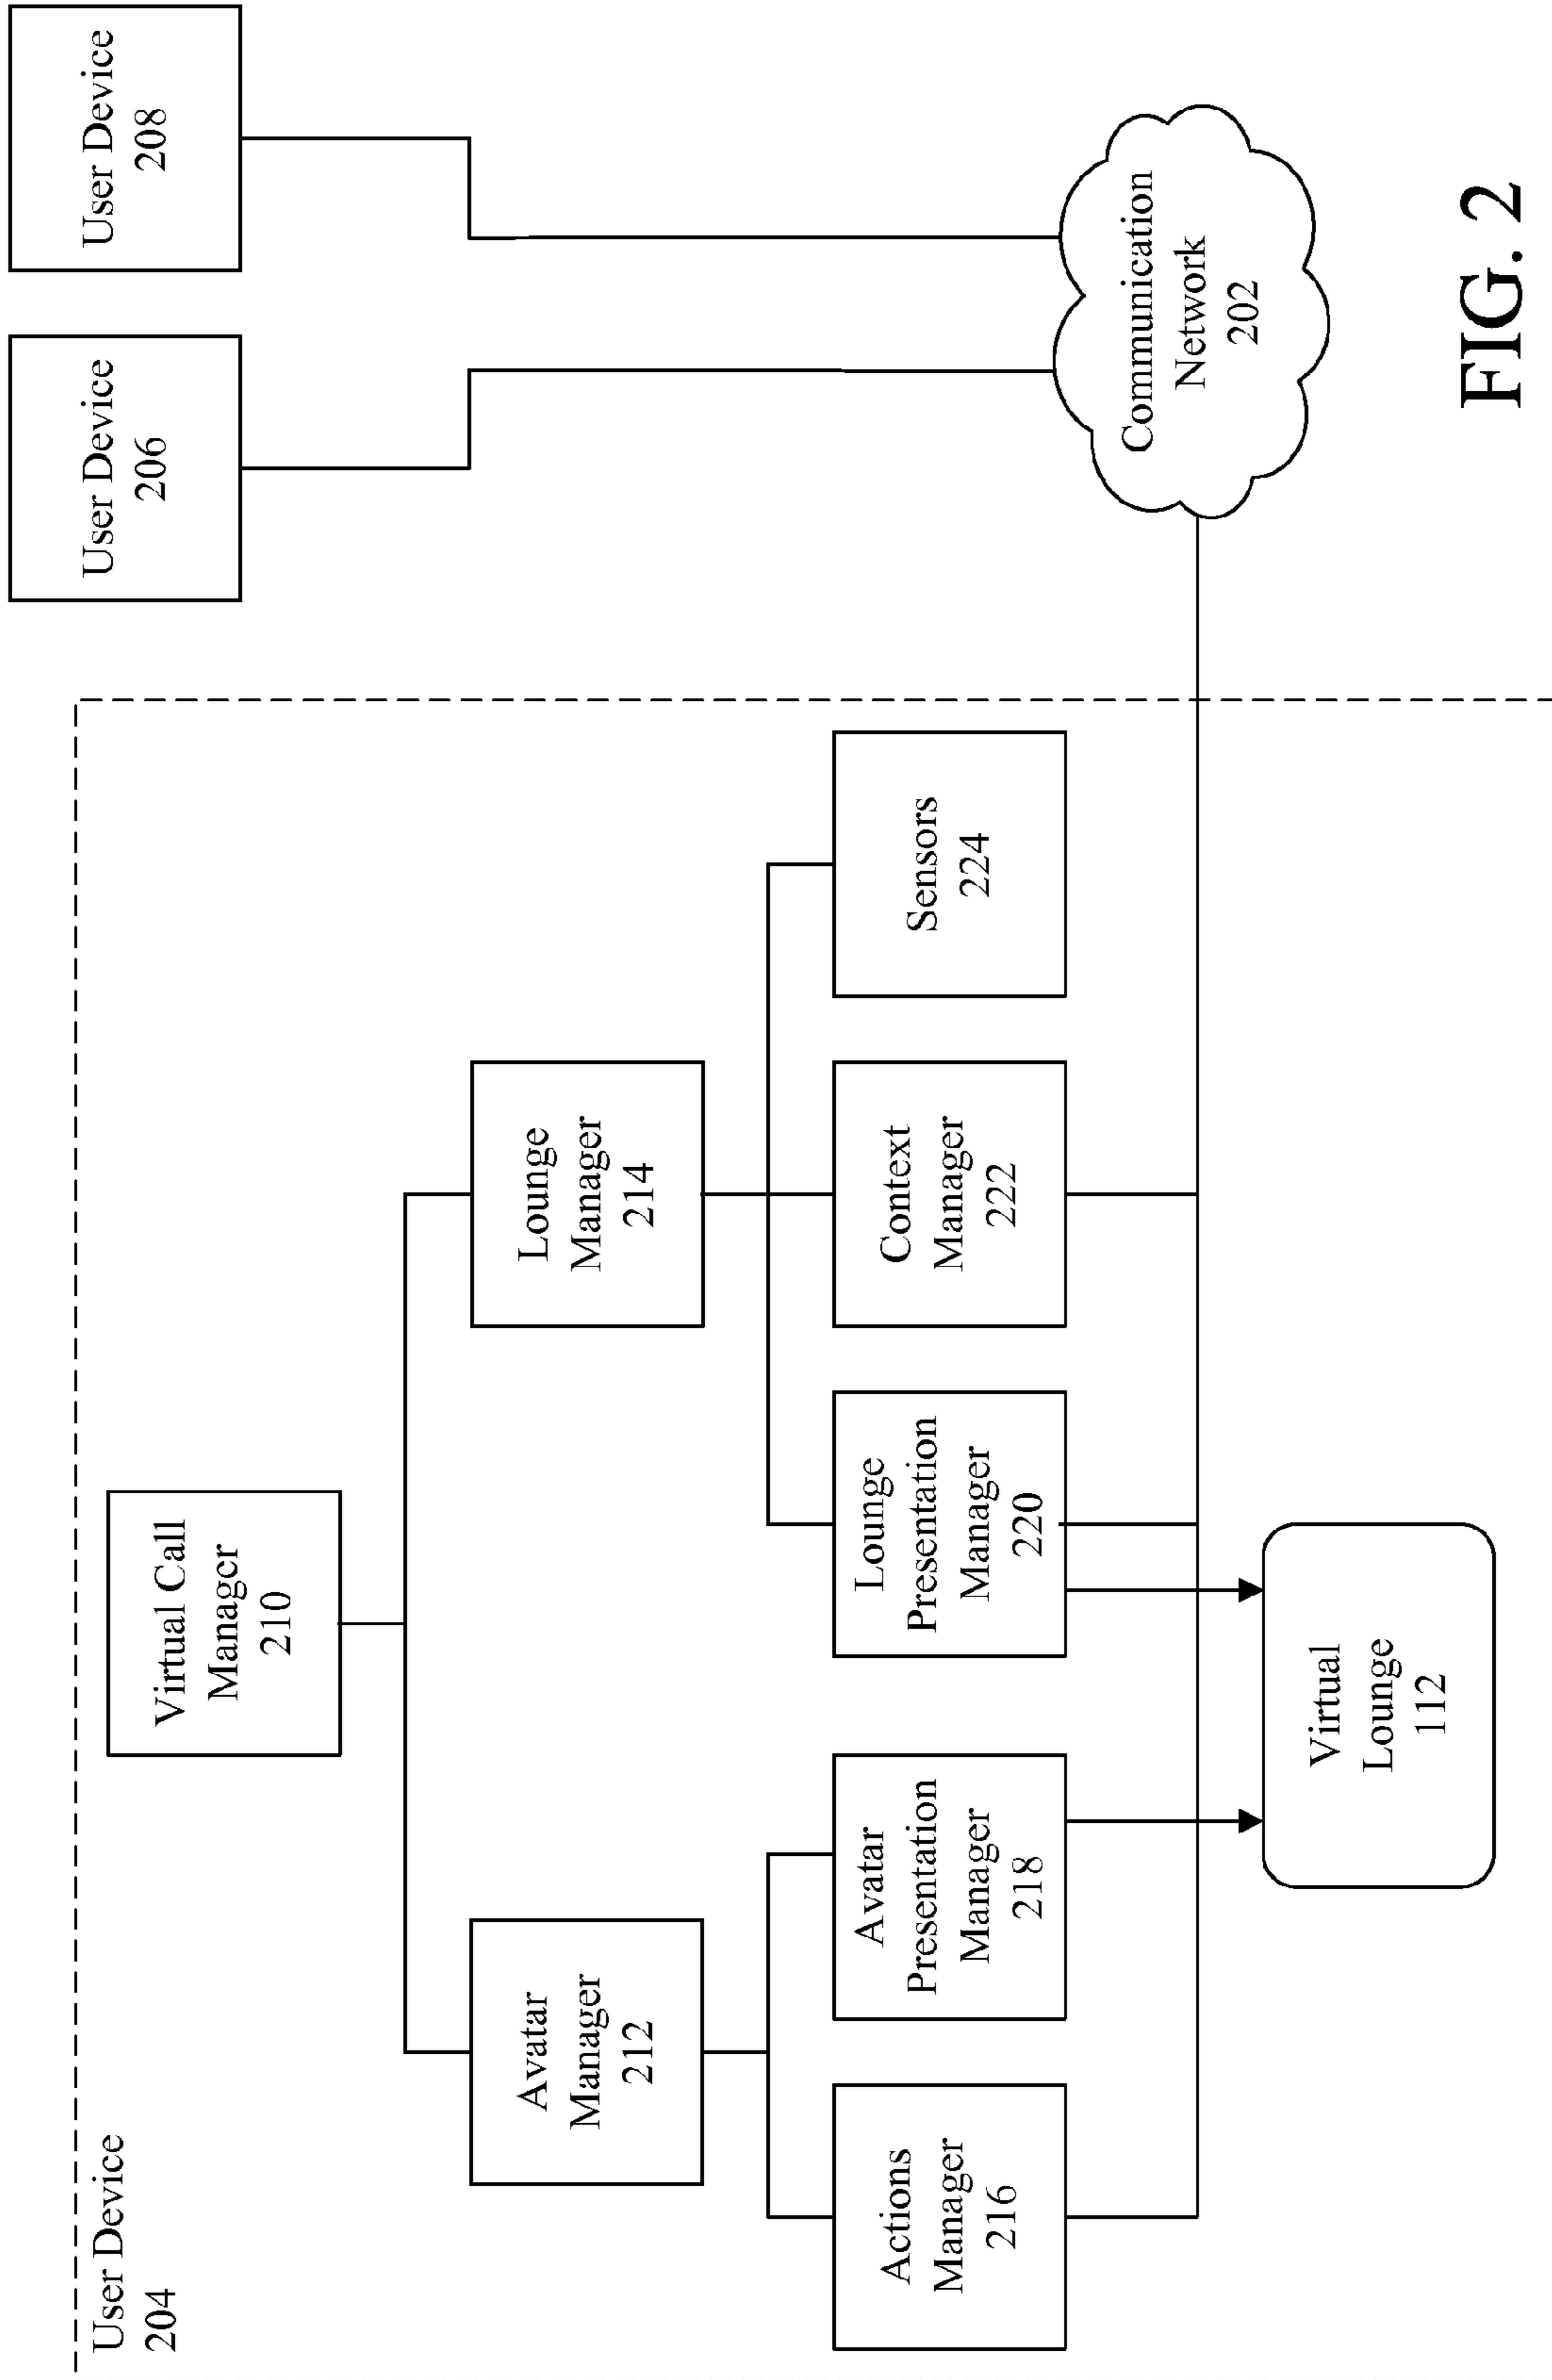 User Device
204
Virtual Call
Manager
210
User Device
206
User Device
208
Avatar
Manager
212
Lounge
Manager
214
Actions
Manager
216
Avatar
Presentation
Manager
218
Lounge
Presentation
Manager
220
Context
Manager
222
Sensors
224
Communication
Network
202
Virtual
Lounge
112
FIG. 2